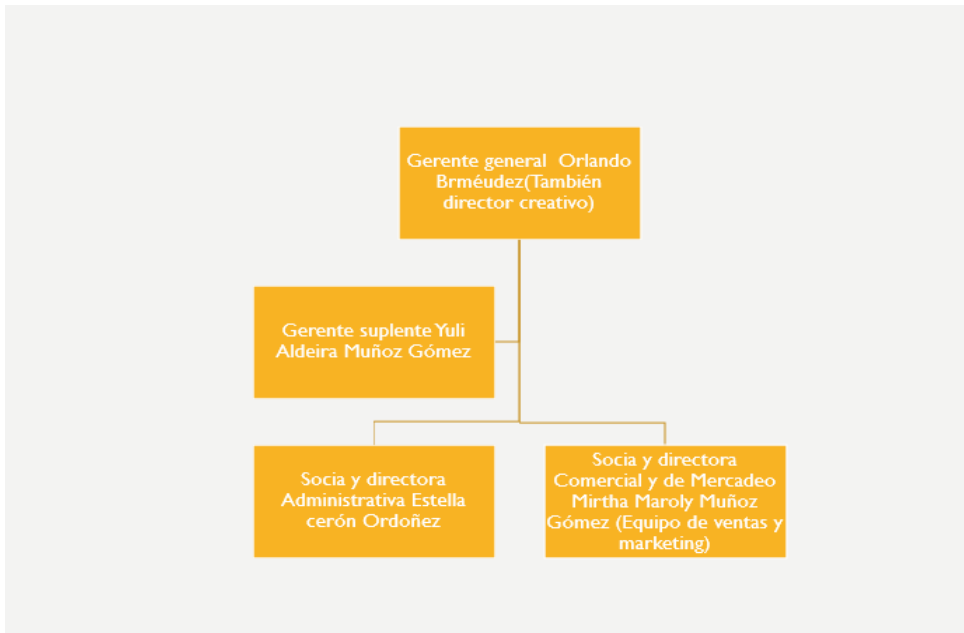 Gerente general Orlando
Brméudez(También
director creativo)
Gerente suplente Yuli
Aldeira Muñoz Gómez
Socia y directora
Administrativa Estella
cerón Ordoñez
Socia y directora
Comercial y de Mercadeo
Mirtha Maroly Muñoz
Gómez (Equipo de ventas y
marketing)